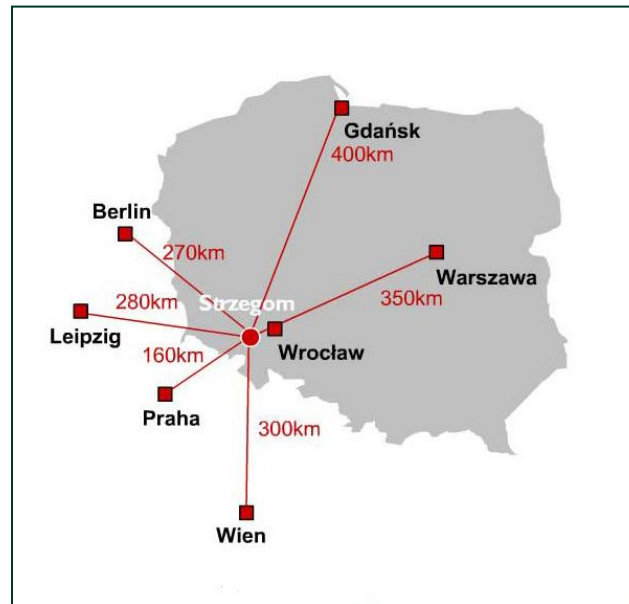 Gdańsk
400km
Berlin
270km
Warszawa
350km
Strzegom
280km
Leipzig
Wrocław
160km
Praha
300km
Wien